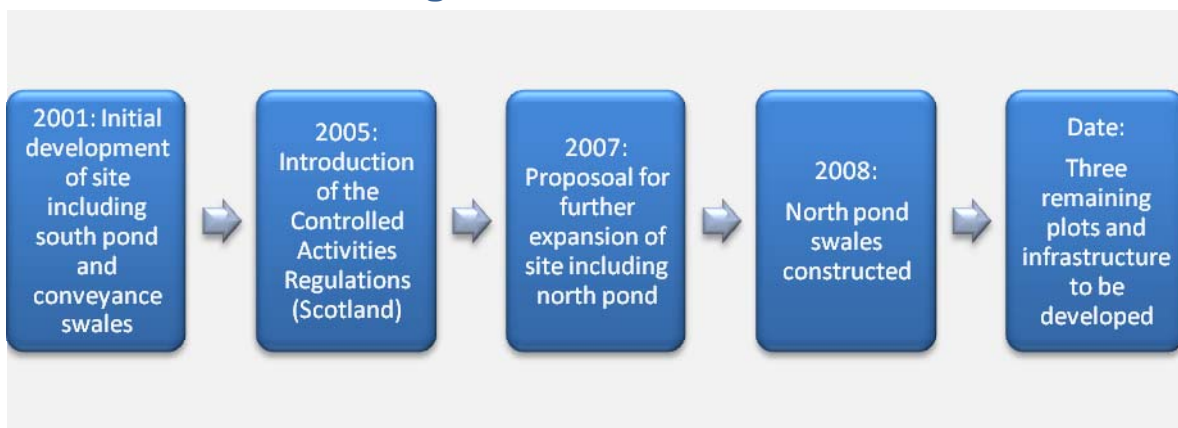 2001: Initial
development
of site
including
south pond
and
conveyance
swales
2005:
Introduction
of the
Controlled
Activities
Regulations
(Scotland)
2007:
Proposoal for
further
expansion of
site including
north pond
2008:
North pond
swales
constructed
Date:
Three
remaining
plots and
infrastructure
to be
developed